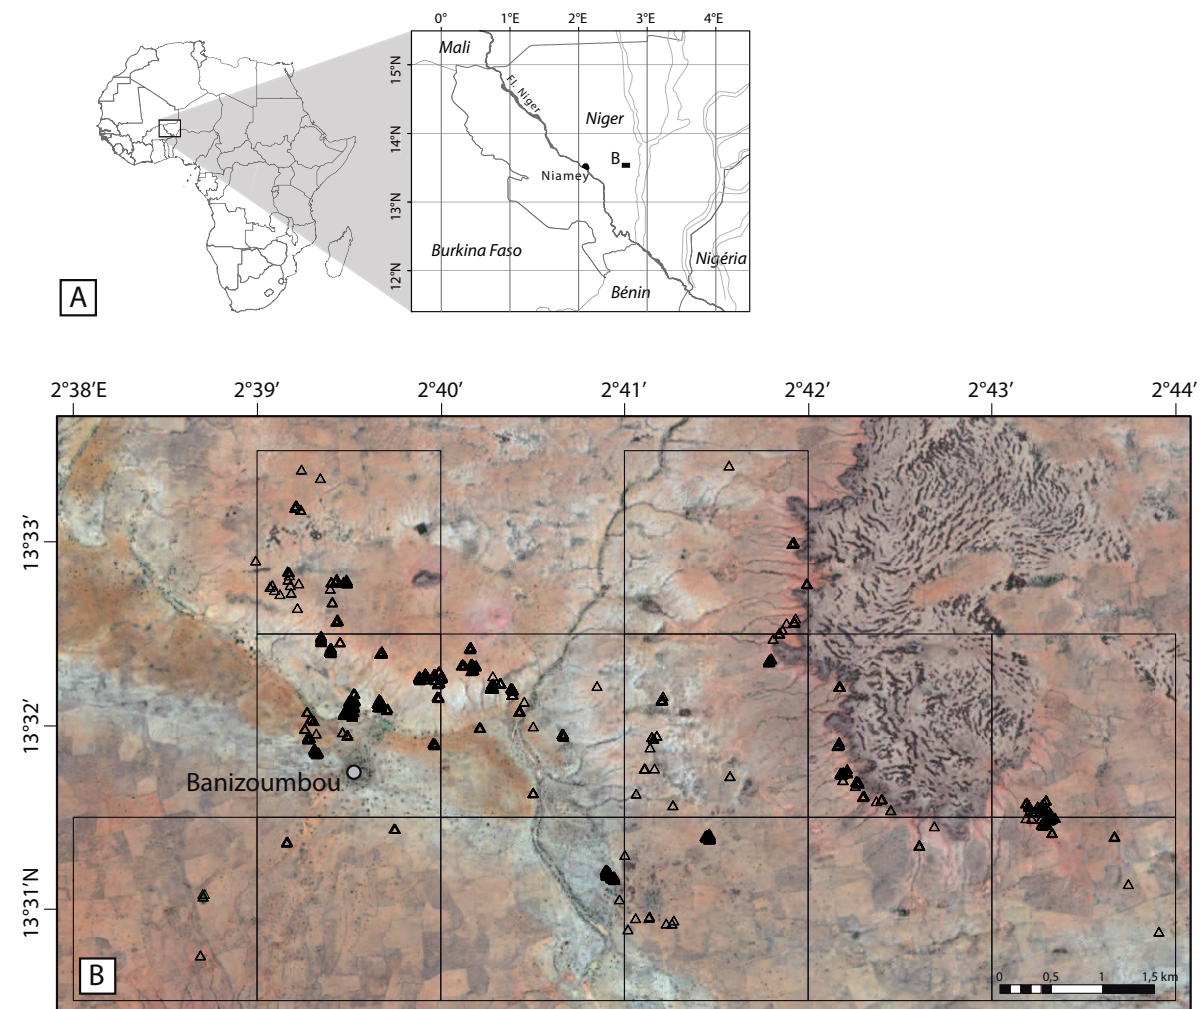 0° 1°E 2°E 3°E 4°E
Mali
15°N
Fl. Niger
Niger
14°N
B
Niamey
13°N
Burkina Faso
Nigéria
12°N
Bénin
A
2°38'E 2°39' 2°40' 2°41' 2°42' 2°43' 2°44'
13°33'
13°32'
Banizoumbou
13°31'N
B
0 0,5 1 1,5 km